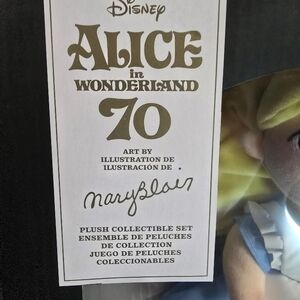 Disney
ALICE
in
WONDERLAND
70
ART BY
ILLUSTRATION DE
ILUSTRACIÓN DE
Mary Blair
PLUSH COLLECTIBLE SET
ENSEMBLE DE PELUCHES
DE COLLECTION
JUEGO DE PELUCHES
COLECCIONABLES